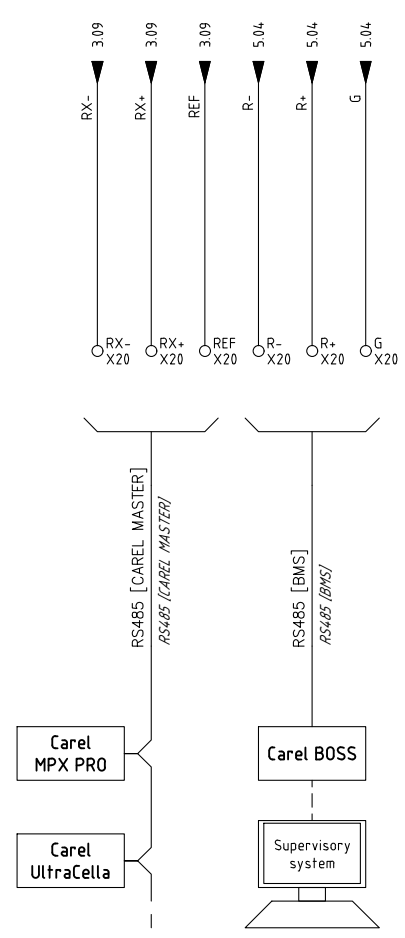 3.09 3.09 3.09 5.04 5.04 5.04
RX- RX+ REF R- R+ G
RX- RX+ REF R- R+ G
X20 X20 X20 X20 X20 X20
RS485 [CAREL MASTER]
RS485 [CAREL MASTER]
RS485 [BMS]
RS485 [BMS]
Carel
MPX PRO
Carel BOSS
Carel
UltraCella
Supervisory
system